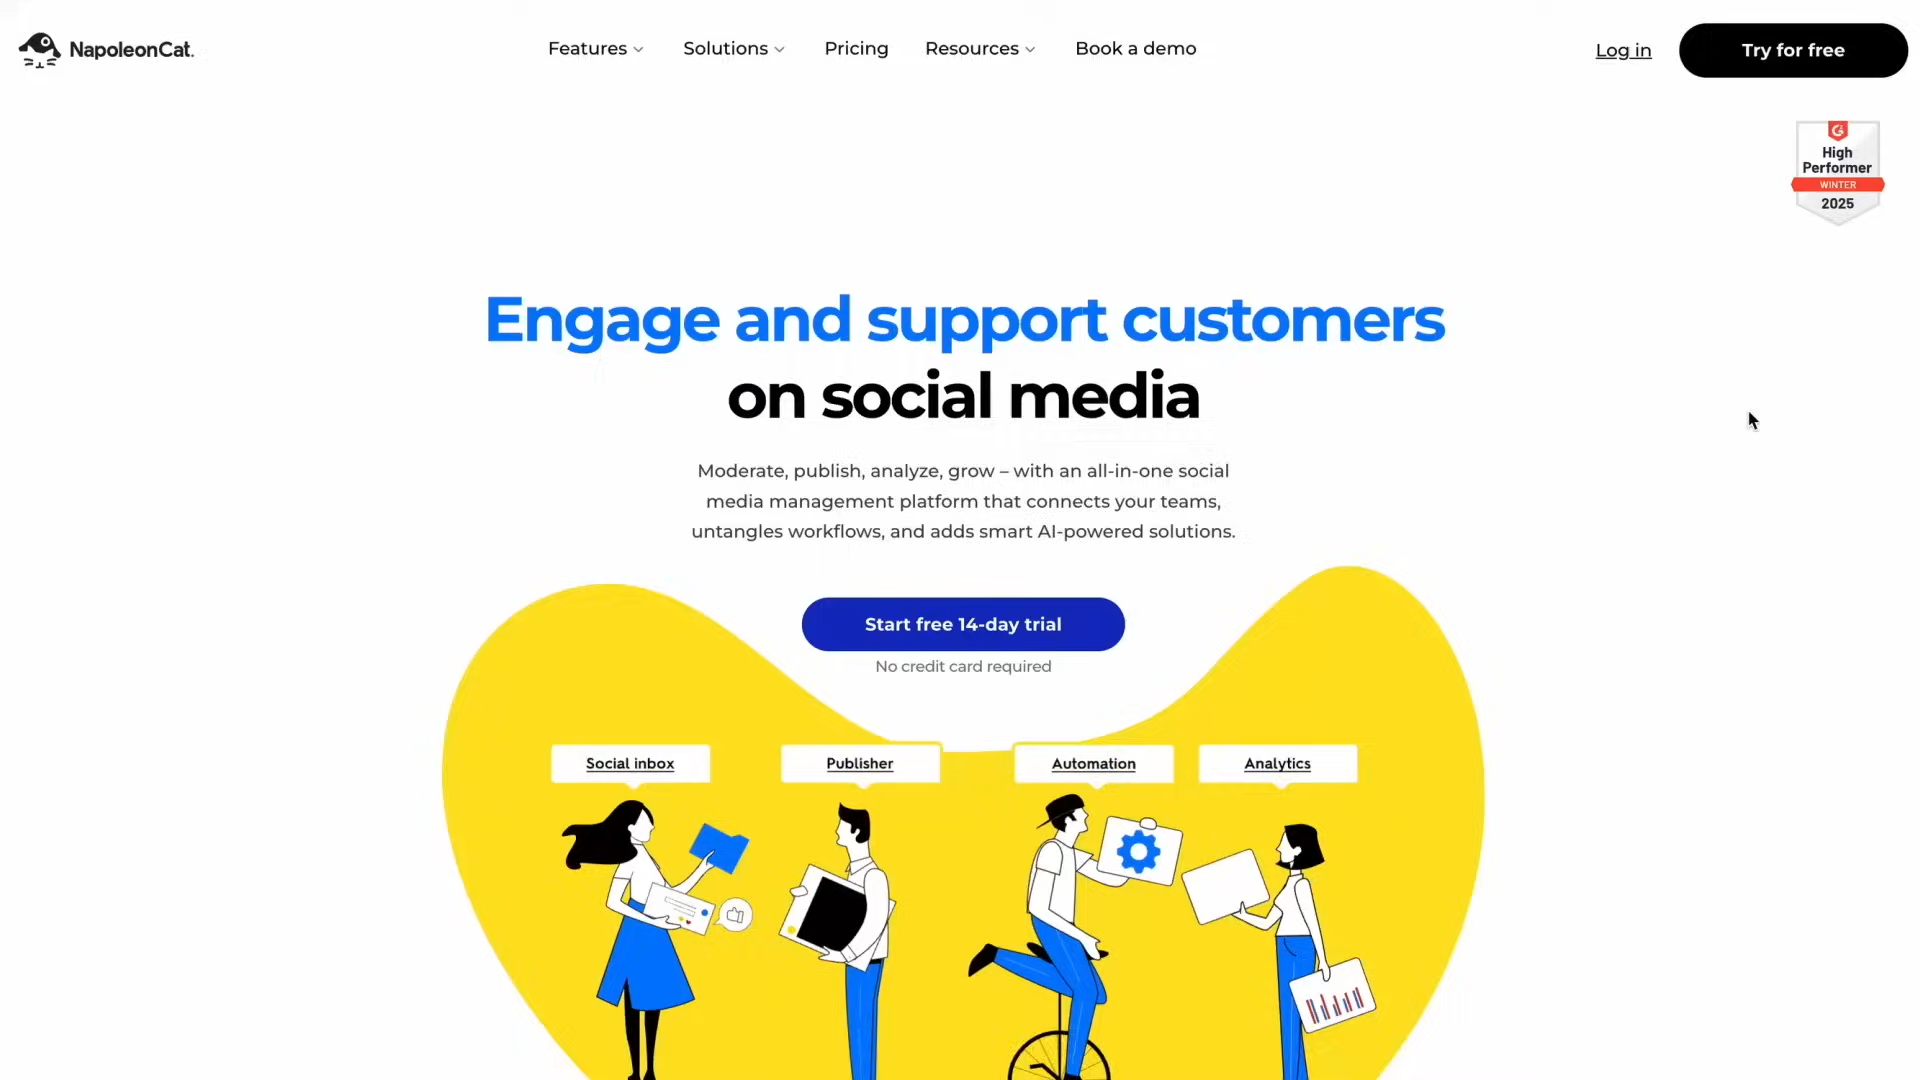 NapoleonCat.
Features
Solutions
Pricing
Resources
Book a demo
Log in
Try for free
High
Performer
WINTER
2025
Engage and support customers
on social media
Moderate, publish, analyze, grow – with an all-in-one social
media management platform that connects your teams,
untangles workflows, and adds smart AI-powered solutions.
Start free 14-day trial
No credit card required
Social inbox
Publisher
Automation
Analytics